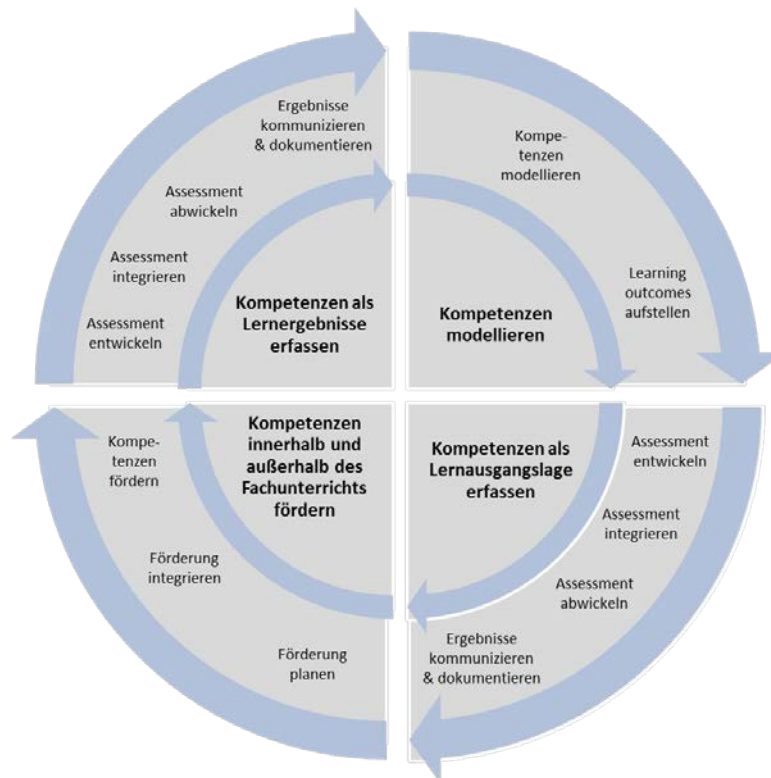 Ergebnisse
kommunizieren
& dokumentieren
Assessment
abwickeln
Assessment
integrieren
Assessment
entwickeln
Kompetenzen als
Lernergebnisse
erfassen
Kompe-
tenzen
modellieren
Learning
outcomes
aufstellen
Kompetenzen
modellieren
Kompetenzen
innerhalb und
außerhalb des
Fachunterrichts
fördern
Kompe-
tenzen
fördern
Förderung
integrieren
Förderung
planen
Kompetenzen als
Lernausgangslage
erfassen
Assessment
entwickeln
Assessment
integrieren
Assessment
abwickeln
Ergebnisse
kommunizieren
& dokumentieren